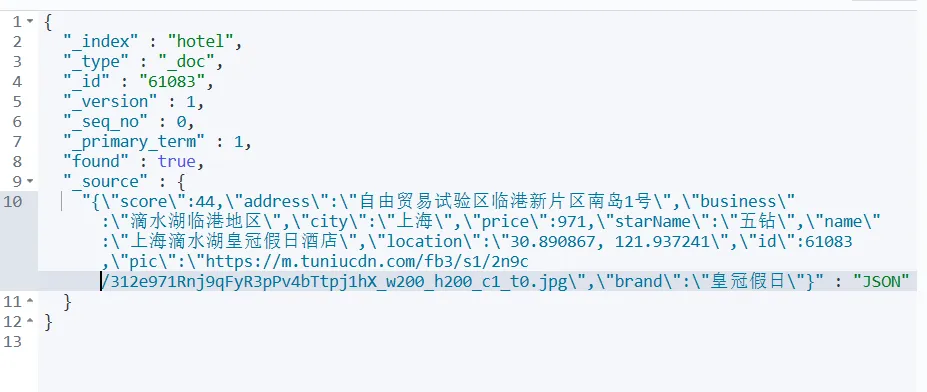 1 {
2 "_index" : "hotel",
3 "_type" : "_doc",
4 "_id" : "61083",
5 "_version" : 1,
6 "_seq_no" : 0,
7 "_primary_term" : 1,
8 "found" : true,
9 "_source" : {
10 "{\"score\":44,\"address\":\"自由贸易试验区临港新片区南岛1号\",\"business\"
:\"滴水湖临港地区\",\"city\":\"上海\",\"price\":971,\"starName\":\"五钻\",\"name\"
:\"上海滴水湖皇冠假日酒店\",\"location\":\"30.890867, 121.937241\",\"id\":61083
,\"pic\":\"https://m.tuniucdn.com/fb3/s1/2n9c
/312e971Rnj9qFyR3pPv4bTtpj1hX_w200_h200_c1_t0.jpg\",\"brand\":\"皇冠假日\"}" : "JSON"
11 }
12 }
13